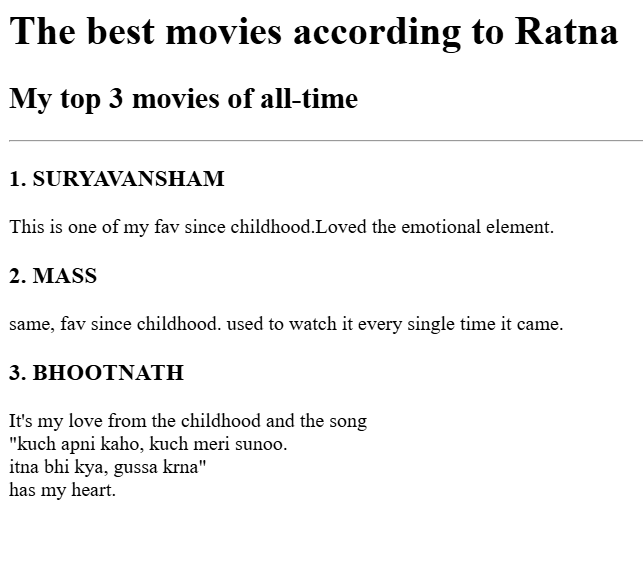 The best movies according to Ratna
My top 3 movies of all-time
1. SURYAVANSHAM
This is one of my fav since childhood.Loved the emotional element.
2. MASS
same, fav since childhood. used to watch it every single time it came.
3. BHOOTNATH
It's my love from the childhood and the song
"kuch apni kaho, kuch meri sunoo.
itna bhi kya, gussa krna"
has my heart.